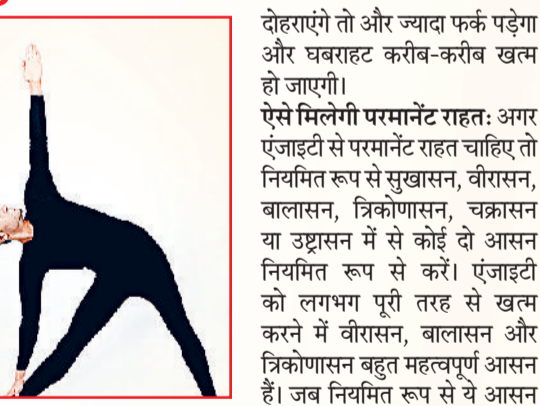 दोहराएंगे तो और ज्यादा फर्क पड़ेगा
और घबराहट करीब-करीब खत्म
हो जाएगी।
ऐसे मिलेगी परमानेंट राहत: अगर
एंजाइटी से परमानेंट राहत चाहिए तो
नियमित रूप से सुखासन, वीरासन,
बालासन, त्रिकोणासन, चक्रासन
या उष्ट्रासन में से कोई दो आसन
नियमित रूप से करें। एंजाइटी
को लगभग पूरी तरह से खत्म
करने में वीरासन, बालासन और
त्रिकोणासन बहुत महत्वपूर्ण आसन
हैं। जब नियमित रूप से ये आसन